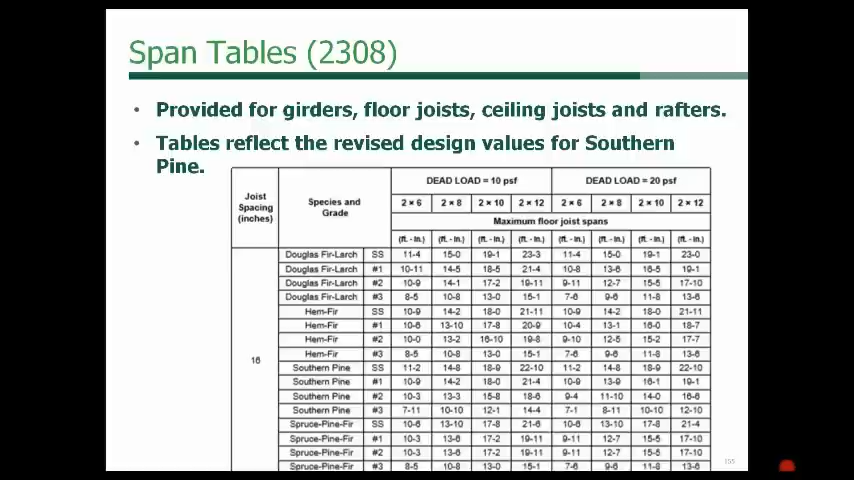 Span Tables (2308)
• Provided for girders, floor joists, ceiling joists and rafters.
• Tables reflect the revised design values for Southern
Pine.
Joist Spacing (inches) Species and Grade DEAD LOAD = 10 psf DEAD LOAD = 20 psf
2 × 6 2 × 8 2 × 10 2 × 12 2 × 6 2 × 8 2 × 10 2 × 12
Maximum floor joist spans
(ft. - in.) (ft. - in.) (ft. - in.) (ft. - in.) (ft. - in.) (ft. - in.) (ft. - in.) (ft. - in.)
16
Douglas Fir-Larch SS 11-4 15-0 19-1 23-3 11-4 15-0 19-1 23-0
Douglas Fir-Larch #1 10-11 14-5 18-5 21-4 10-8 13-6 16-5 19-1
Douglas Fir-Larch #2 10-9 14-1 17-2 19-11 9-11 12-7 15-5 17-10
Douglas Fir-Larch #3 8-5 10-8 13-0 15-1 7-6 9-6 11-8 13-6
Hem-Fir SS 10-9 14-2 18-0 21-11 10-9 14-2 18-0 21-11
Hem-Fir #1 10-6 13-10 17-8 20-9 10-4 13-1 16-0 18-7
Hem-Fir #2 10-0 13-2 16-10 19-8 9-10 12-5 15-2 17-7
Hem-Fir #3 8-5 10-8 13-0 15-1 7-6 9-6 11-8 13-6
Southern Pine SS 11-2 14-8 18-9 22-10 11-2 14-8 18-9 22-10
Southern Pine #1 10-9 14-2 18-0 21-4 10-9 13-9 16-1 19-1
Southern Pine #2 10-3 13-3 15-8 18-6 9-4 11-10 14-0 16-6
Southern Pine #3 7-11 10-10 12-1 14-4 7-1 8-11 10-10 12-10
Spruce-Pine-Fir SS 10-6 13-10 17-8 21-6 10-6 13-10 17-8 21-4
Spruce-Pine-Fir #1 10-3 13-6 17-2 19-11 9-11 12-7 15-5 17-10
Spruce-Pine-Fir #2 10-3 13-6 17-2 19-11 9-11 12-7 15-5 17-10
Spruce-Pine-Fir #3 8-5 10-8 13-0 15-1 7-6 9-6 11-8 13-6
155